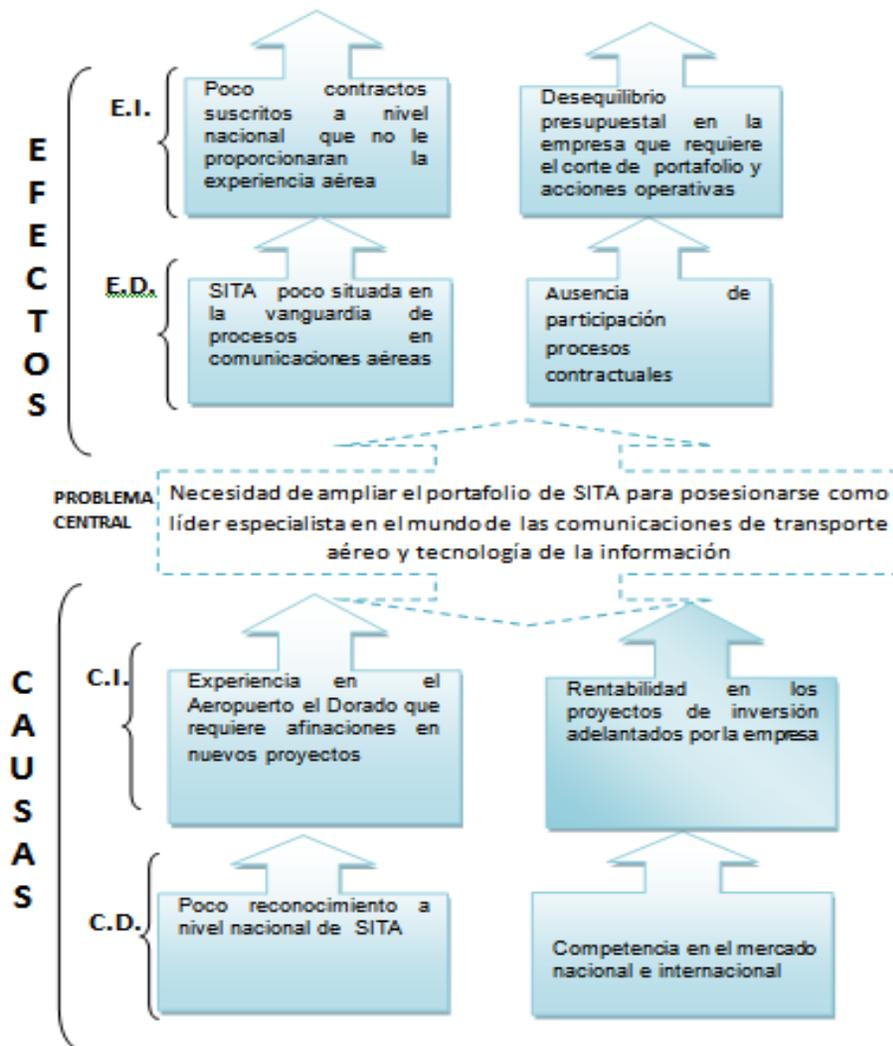 EFECTOS
E.I.
Poco contractos
suscritos a nivel
nacional que no le
proporcionaran la
experiencia aérea
Desequilibrio
presupuestal en la
empresa que requiere
el corte de portafolio y
acciones operativas
E.D.
SITA poco situada en
la vanguardia de
procesos en
comunicaciones aéreas
Ausencia de
participación
procesos
contractuales
PROBLEMA
CENTRAL
Necesidad de ampliar el portafolio de SITA para posesionarse como
líder especialista en el mundo de las comunicaciones de transporte
aéreo y tecnología de la información
CAUSAS
C.I.
Experiencia en el
Aeropuerto el Dorado que
requiere afinaciones en
nuevos proyectos
Rentabilidad en los
proyectos de inversión
adelantados por la empresa
C.D.
Poco reconocimiento a
nivel nacional de SITA
Competencia en el mercado
nacional e internacional